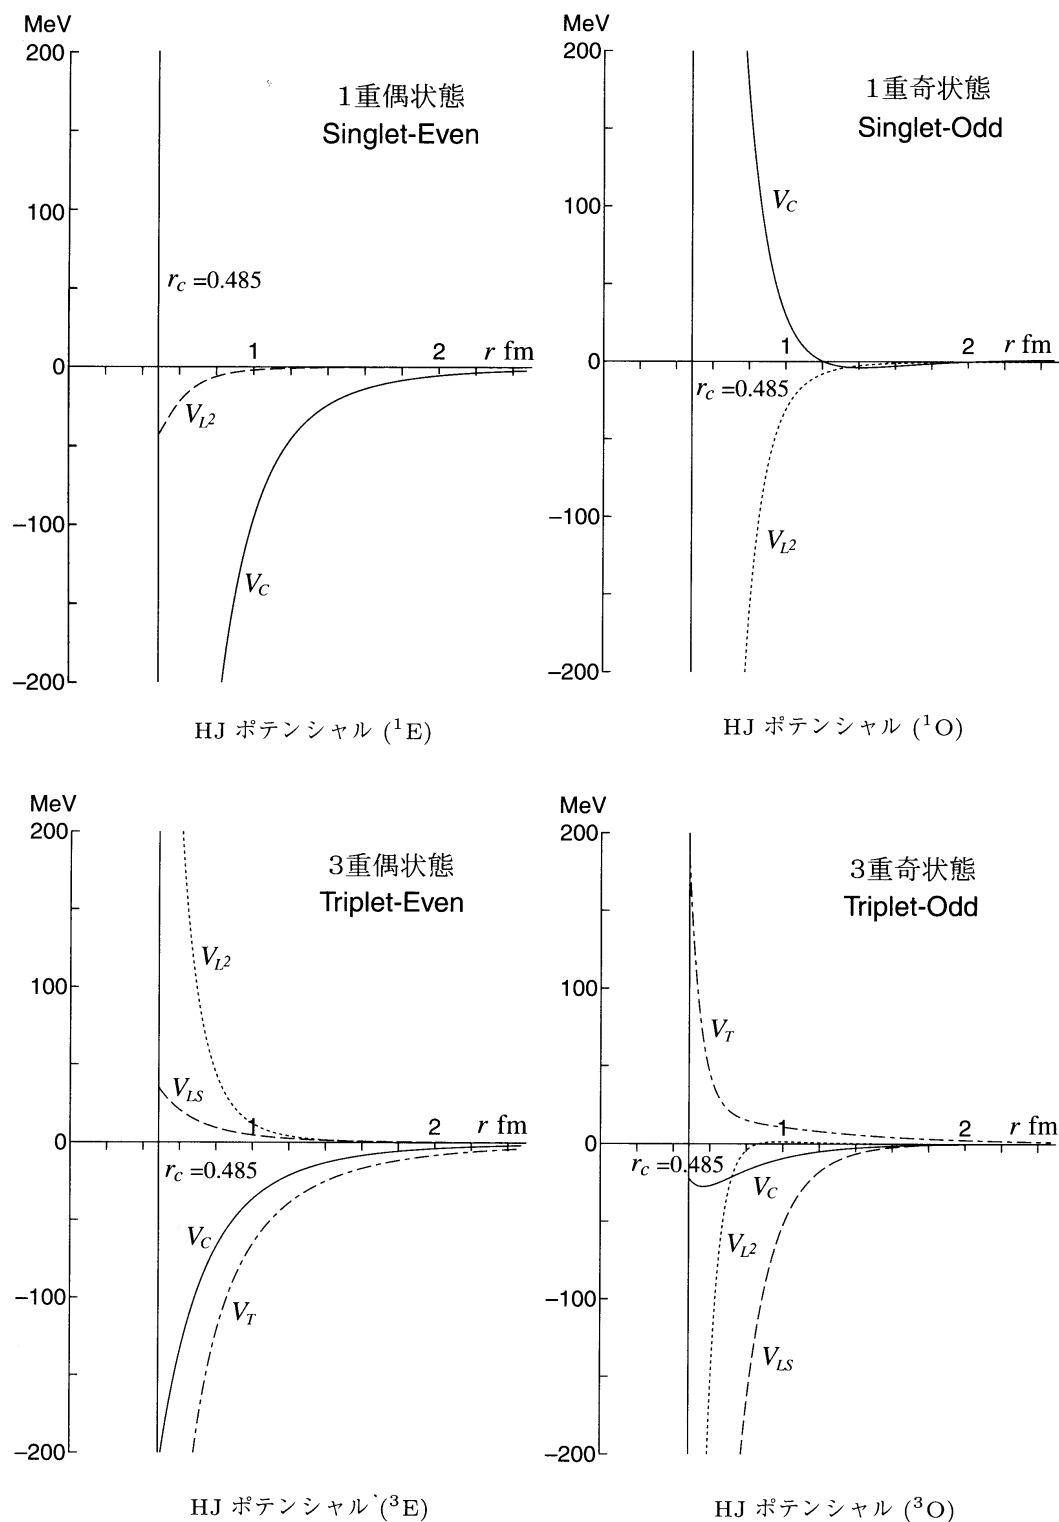 MeV
200
100
0
−100
−200
1重偶状態
Singlet-Even
r_C =0.485
1
2
r fm
V_{L²}
V_C
HJ ポテンシャル (¹E)
MeV
200
100
0
−100
−200
1重奇状態
Singlet-Odd
V_C
1
2
r fm
r_C =0.485
V_{L²}
HJ ポテンシャル (¹O)
MeV
200
100
0
−100
−200
3重偶状態
Triplet-Even
V_{L²}
V_{LS}
1
2
r fm
r_C =0.485
V_C
V_T
HJ ポテンシャル (³E)
MeV
200
100
0
−100
−200
3重奇状態
Triplet-Odd
V_T
1
2
r fm
r_C =0.485
V_C
V_{L²}
V_{LS}
HJ ポテンシャル (³O)